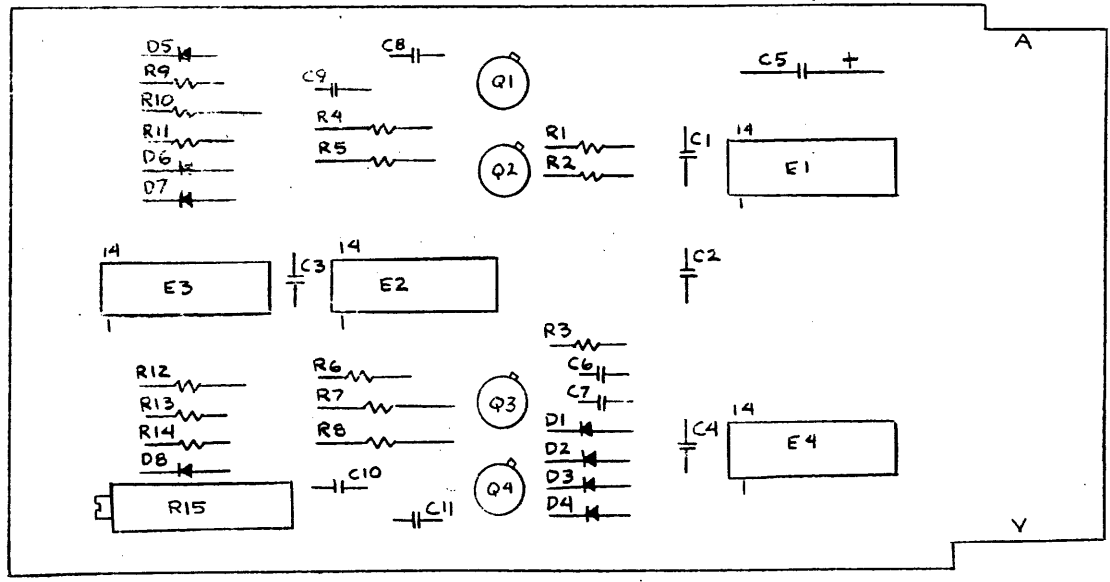 D5
C8
A
R9
C9
Q1
C5 +
R10
R4
R11
R5
R1
C1
14
D6
Q2
R2
E1
D7
1
14
C3
14
C2
E3
E2
1
1
R3
R12
R6
C6
R13
R7
Q3
C7
14
R14
R8
D1
C4
E4
D8
D2
C10
Q4
D3
1
R15
C11
D4
V